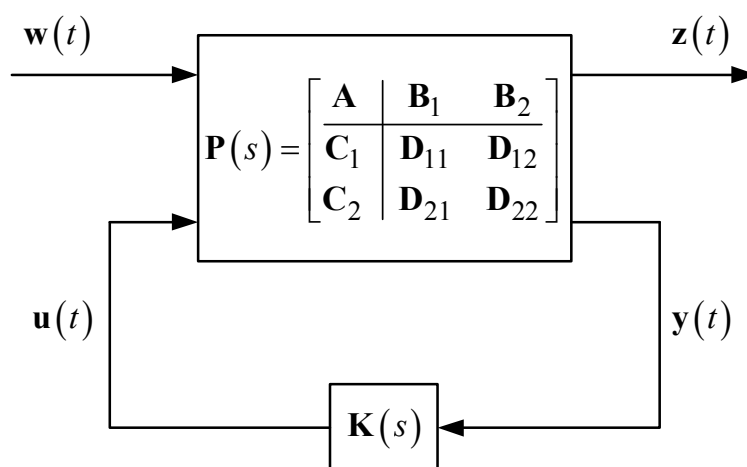 w(t) z(t)
A B₁ B₂
P(s) = C₁ D₁₁ D₁₂
C₂ D₂₁ D₂₂
u(t) y(t)
K(s)